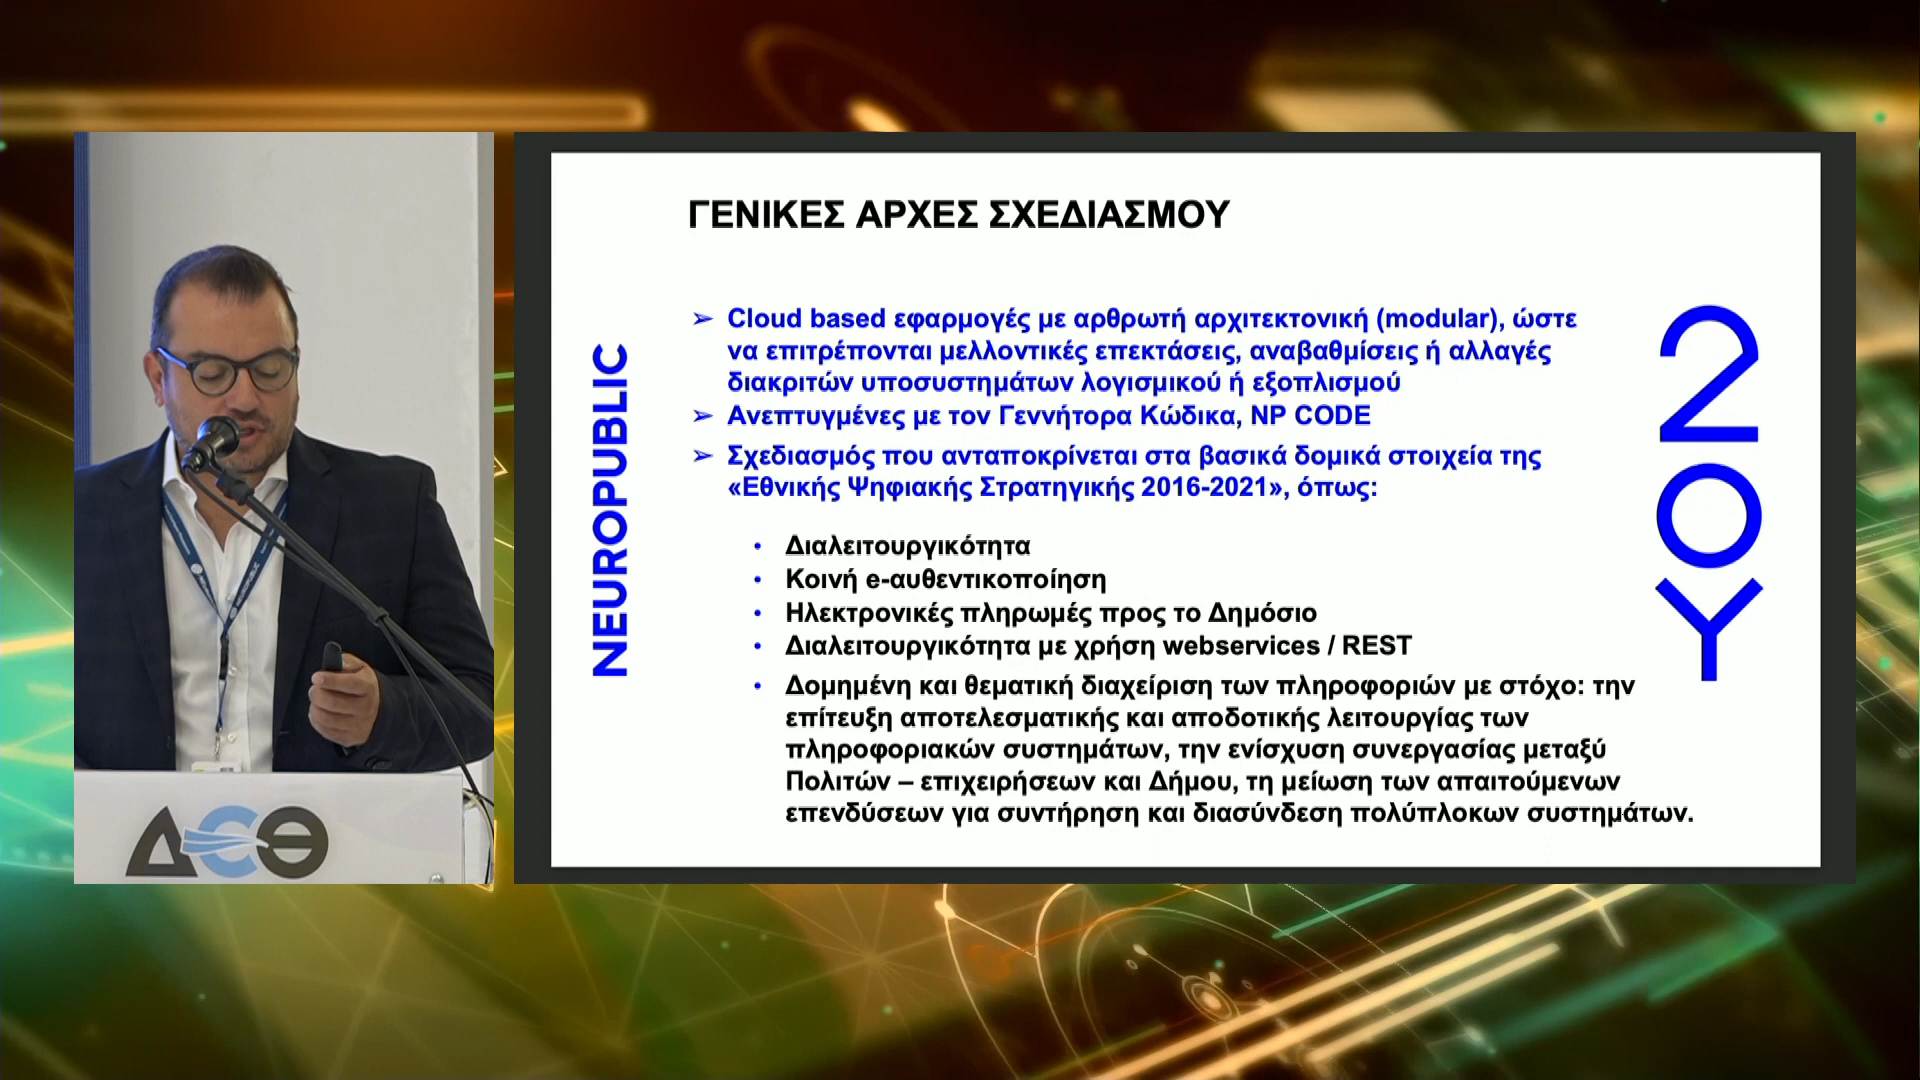 ΓΕΝΙΚΕΣ ΑΡΧΕΣ ΣΧΕΔΙΑΣΜΟΥ
➢ Cloud based εφαρμογές με αρθρωτή αρχιτεκτονική (modular), ώστε
να επιτρέπονται μελλοντικές επεκτάσεις, αναβαθμίσεις ή αλλαγές
διακριτών υποσυστημάτων λογισμικού ή εξοπλισμού
➢ Ανεπτυγμένες με τον Γεννήτορα Κώδικα, NP CODE
➢ Σχεδιασμός που ανταποκρίνεται στα βασικά δομικά στοιχεία της
«Εθνικής Ψηφιακής Στρατηγικής 2016-2021», όπως:
• Διαλειτουργικότητα
• Κοινή e-αυθεντικοποίηση
• Ηλεκτρονικές πληρωμές προς το Δημόσιο
• Διαλειτουργικότητα με χρήση webservices / REST
• Δομημένη και θεματική διαχείριση των πληροφοριών με στόχο: την
επίτευξη αποτελεσματικής και αποδοτικής λειτουργίας των
πληροφοριακών συστημάτων, την ενίσχυση συνεργασίας μεταξύ
Πολιτών – επιχειρήσεων και Δήμου, τη μείωση των απαιτούμενων
επενδύσεων για συντήρηση και διασύνδεση πολύπλοκων συστημάτων.
NEUROPUBLIC
20Y
ΔΕΘ